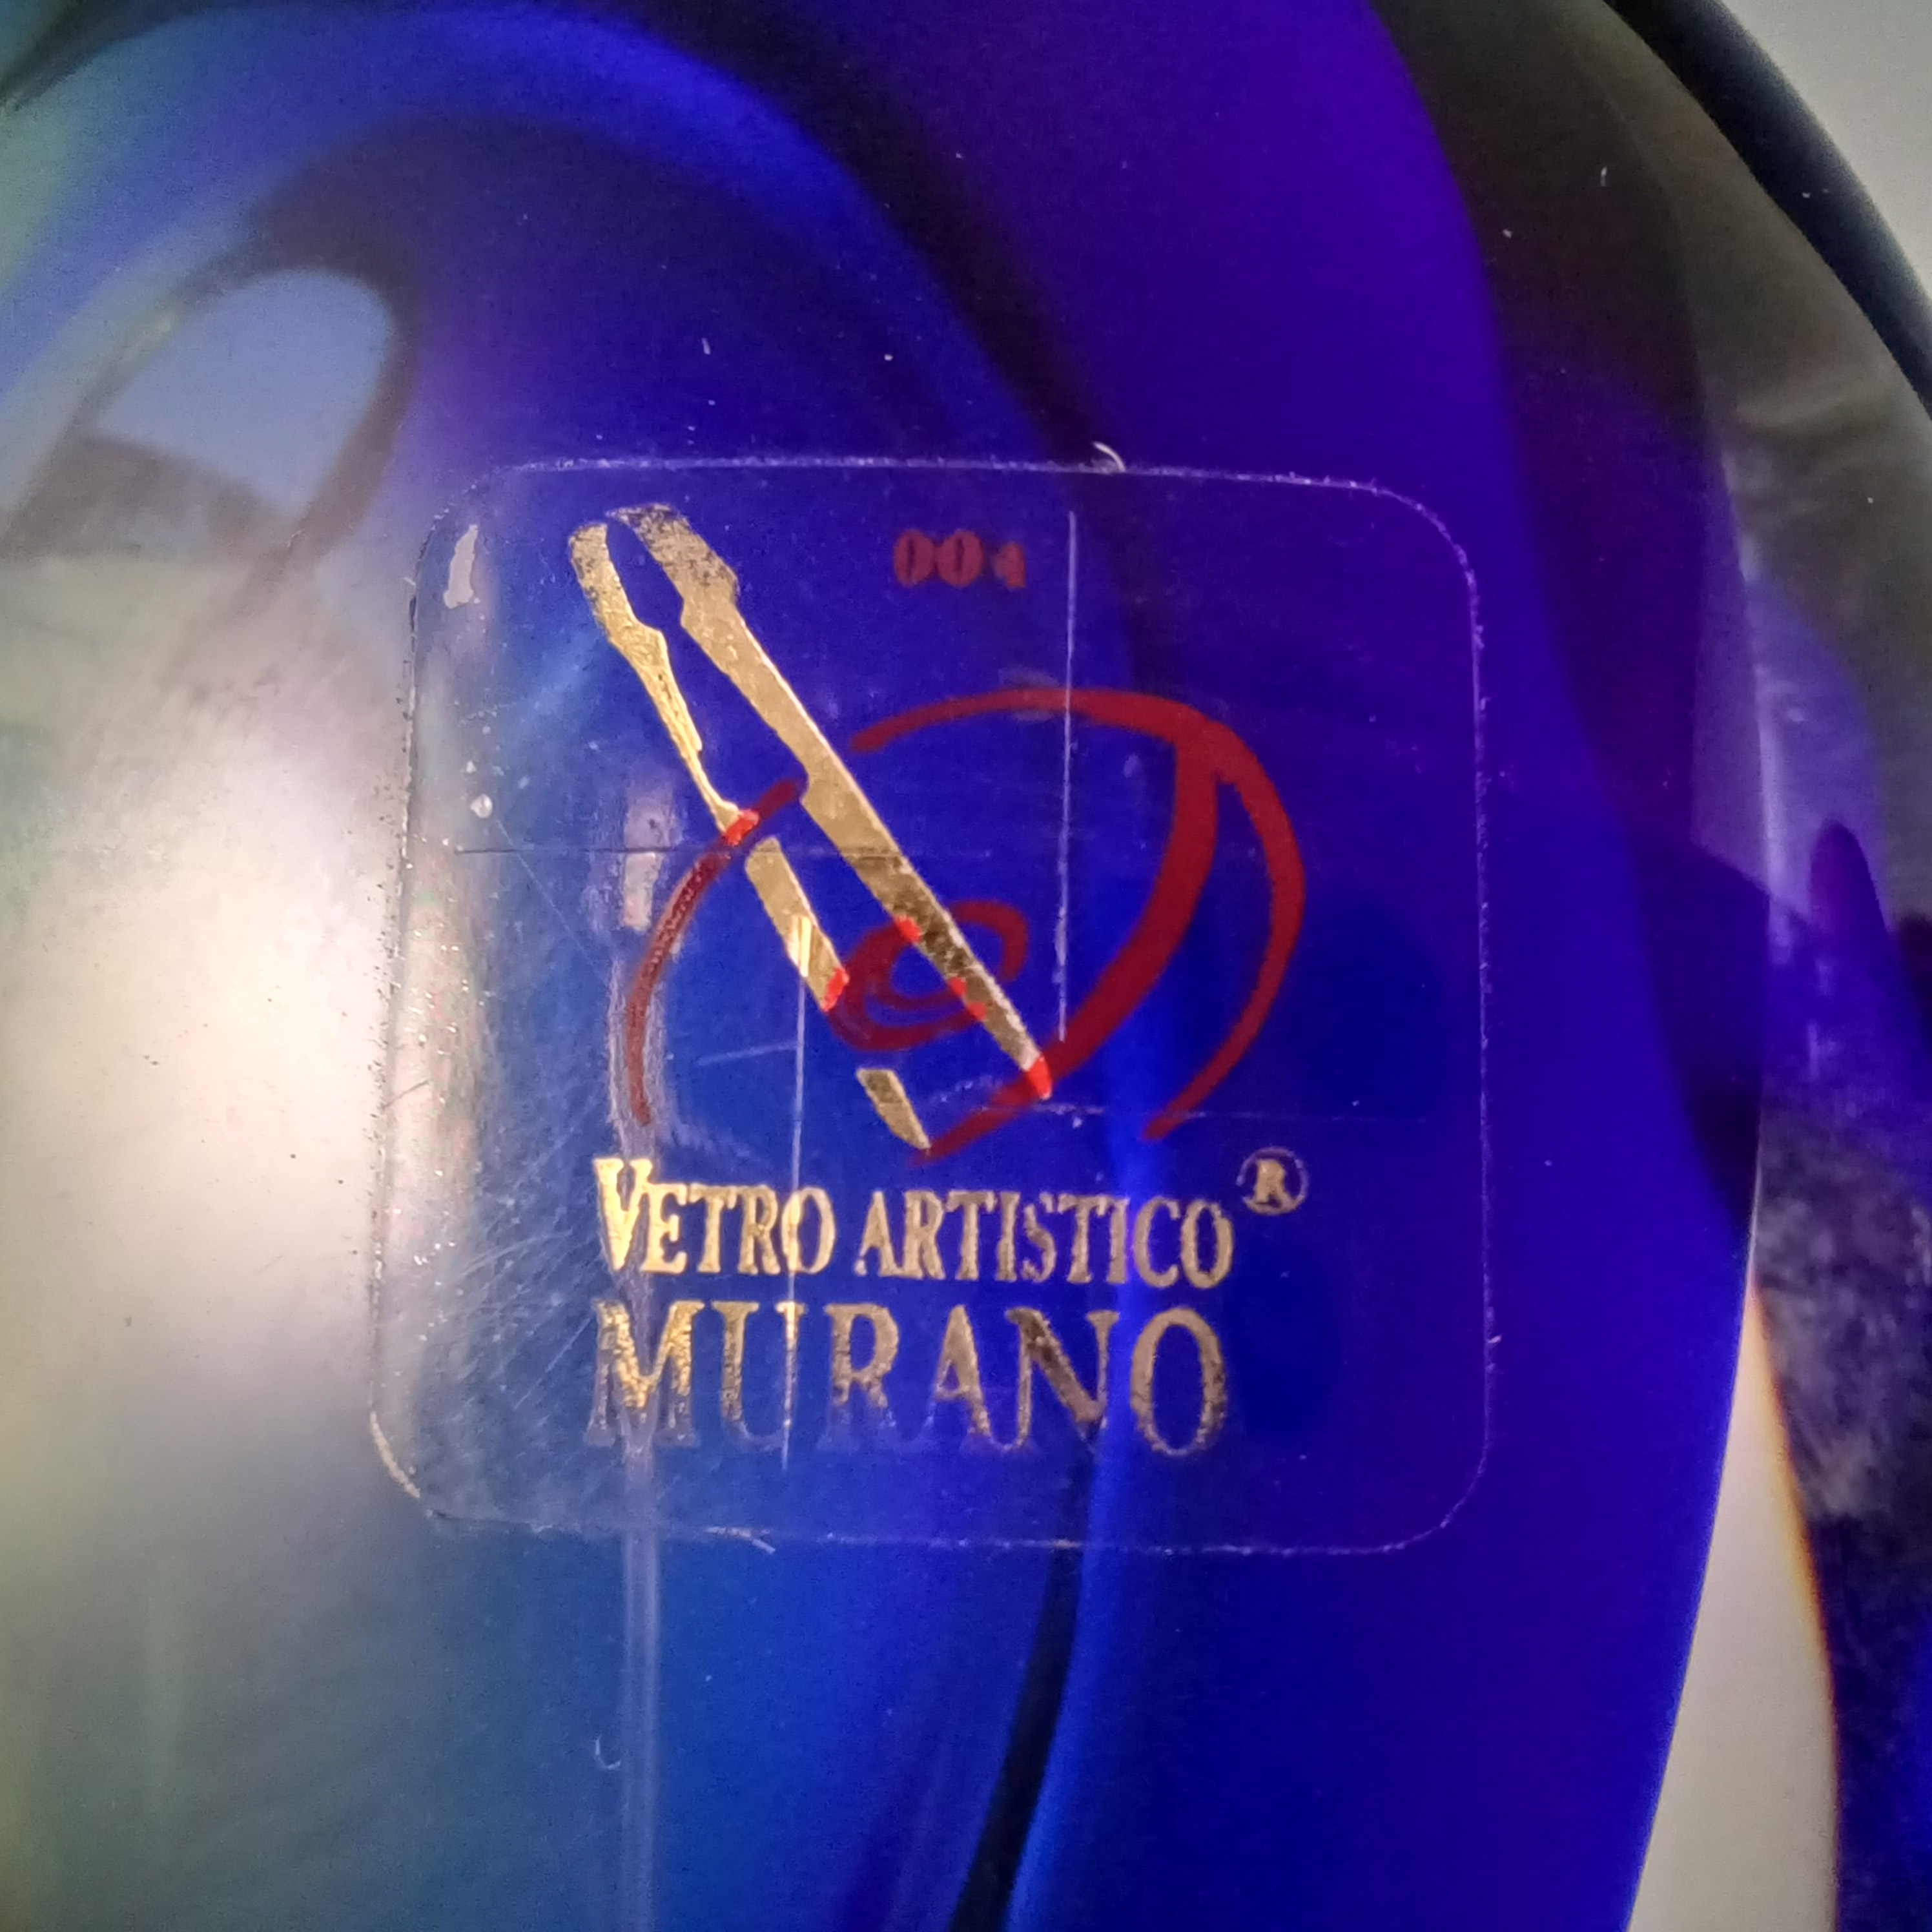 004
VETRO ARTISTICO®
MURANO